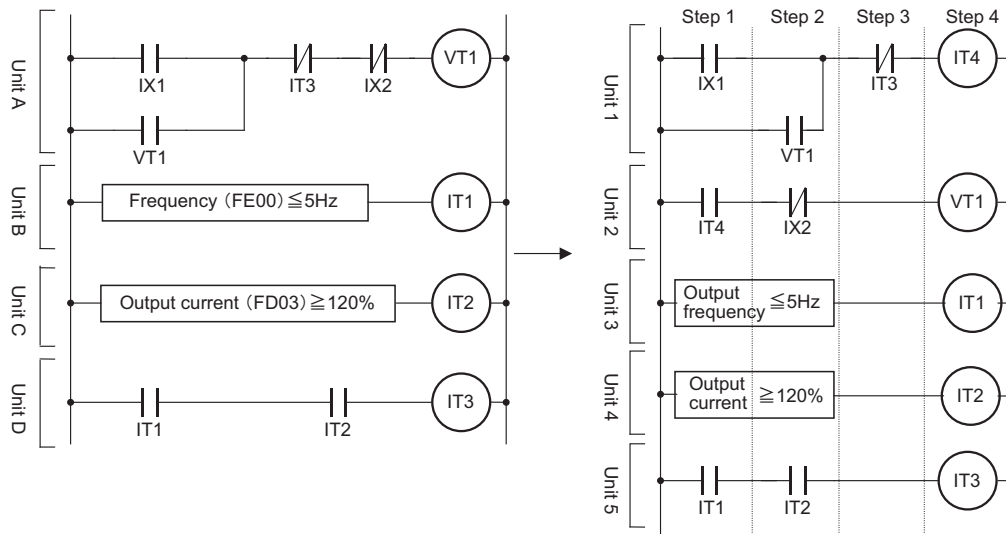 Unit A
IX1
IT3
IX2
VT1
VT1
Unit B
Frequency (FE00) ≦5Hz
IT1
Unit C
Output current (FD03) ≧120%
IT2
Unit D
IT1
IT2
IT3
Step 1 Step 2 Step 3 Step 4
Unit 1
IX1
IT3
IT4
VT1
Unit 2
IT4
IX2
VT1
Unit 3
Output
frequency ≦5Hz
IT1
Unit 4
Output
current ≧120%
IT2
Unit 5
IT1
IT2
IT3